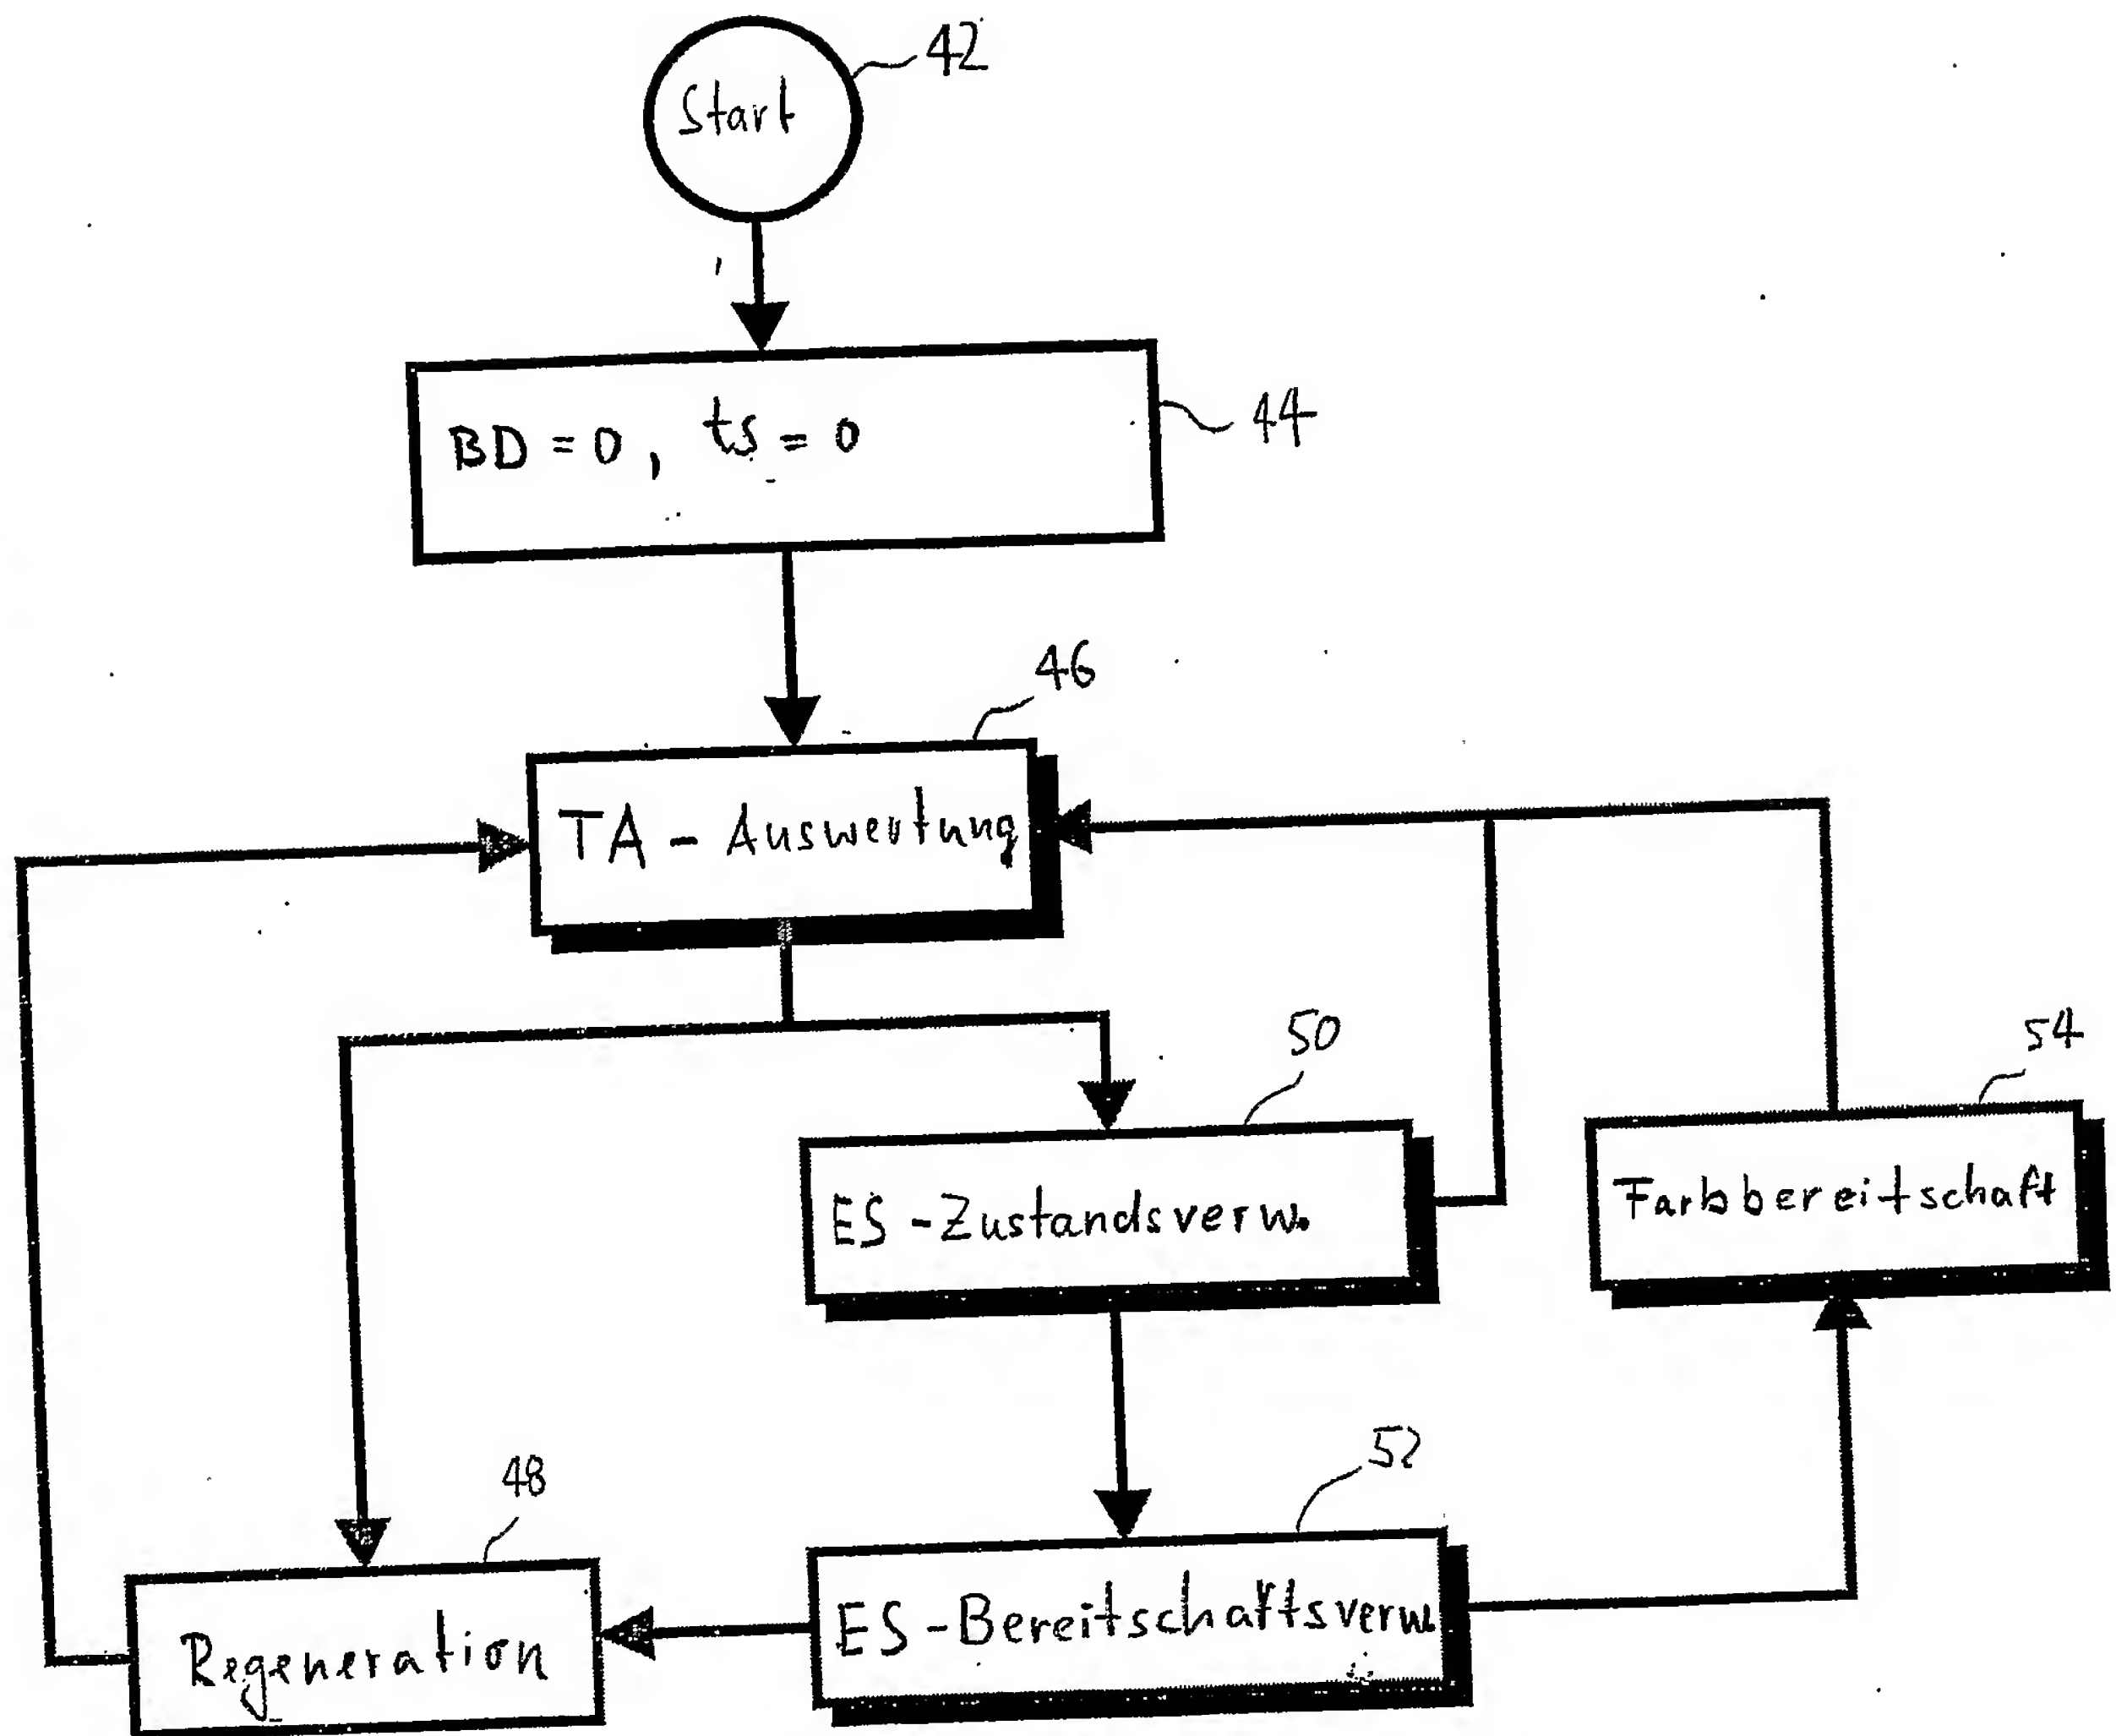 42
Start
BD = 0, ts = 0
44
46
TA - Auswertung
50
54
ES - Zustandsverw.
Farbbereitschaft
48
52
Regeneration
ES - Bereitschaftsverw.